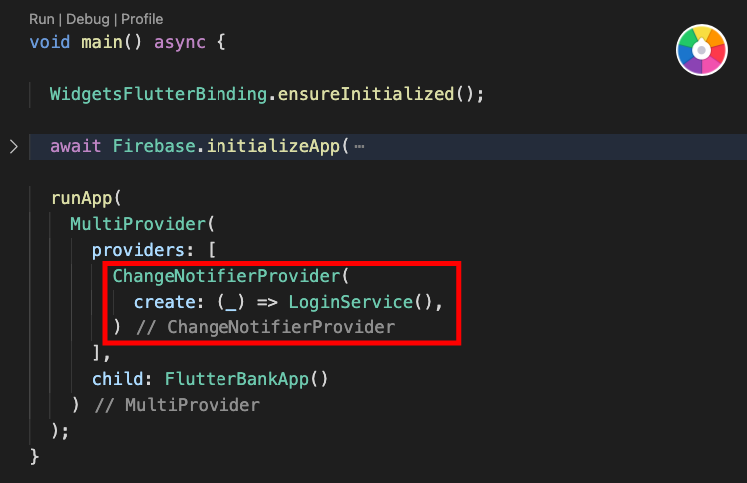 Run | Debug | Profile
void main() async {
WidgetsFlutterBinding.ensureInitialized();
await Firebase.initializeApp(⋯
runApp(
MultiProvider(
providers: [
ChangeNotifierProvider(
create: (_) => LoginService(),
) // ChangeNotifierProvider
],
child: FlutterBankApp()
) // MultiProvider
);
}